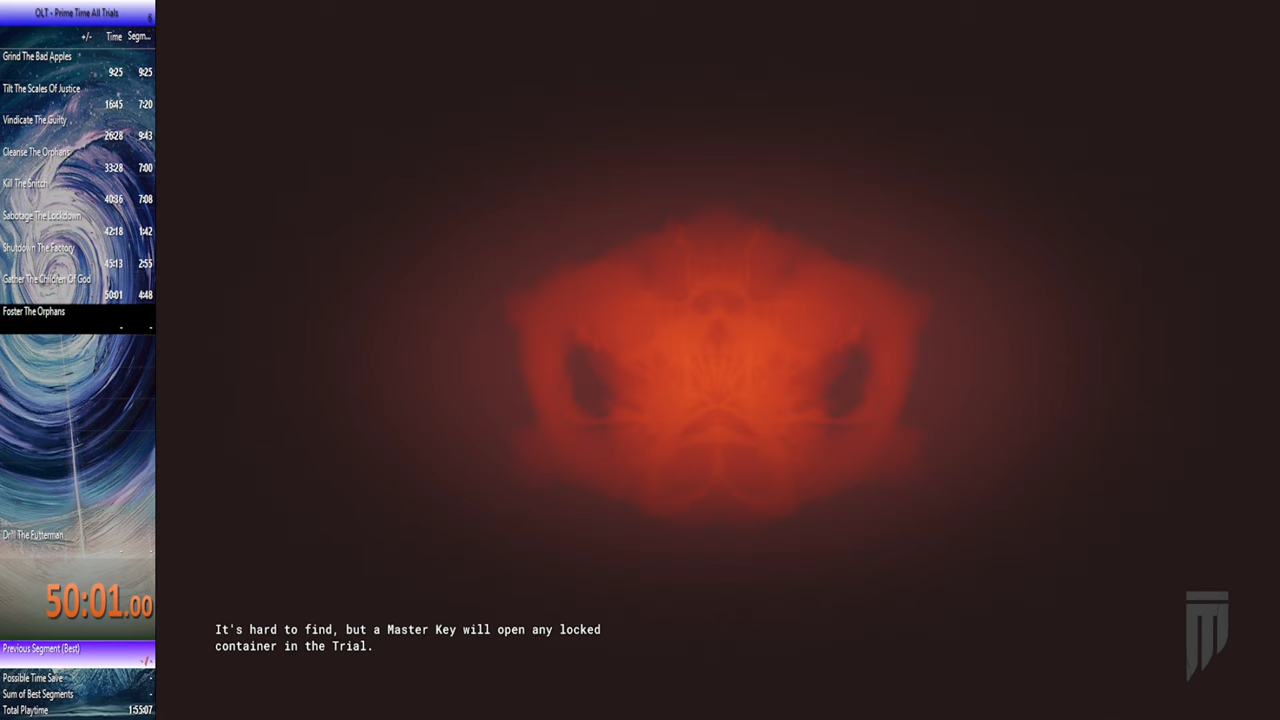 OLT - Prime Time All Trials
6
+/- Time Segm...
Grind The Bad Apples
9:25 9:25
Tilt The Scales Of Justice
16:45 7:20
Vindicate The Guilty
26:28 9:43
Cleanse The Orphans
33:28 7:00
Kill The Snitch
40:36 7:08
Sabotage The Lockdown
42:18 1:42
Shutdown The Factory
45:13 2:55
Gather The Children Of God
50:01 4:48
Foster The Orphans
- -
Drill The Futterman
- -
50:01.00
Previous Segment (Best)
-/-
Possible Time Save -
Sum of Best Segments -
Total Playtime 1:55:07
It's hard to find, but a Master Key will open any locked
container in the Trial.